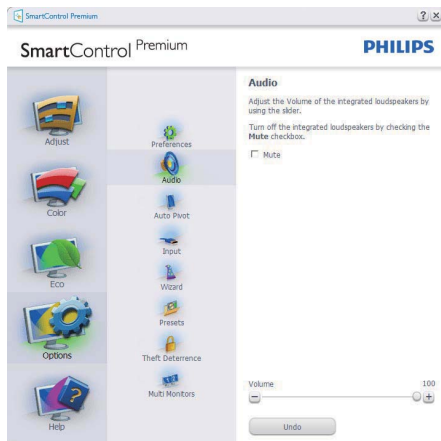 SmartControl Premium
SmartControl Premium
PHILIPS
Adjust
Color
Eco
Options
Help
Preferences
Audio
Auto Pivot
Input
Wizard
Presets
Theft Deterrence
Multi Monitors
Audio
Adjust the Volume of the integrated loudspeakers by
using the slider.
Turn off the integrated loudspeakers by checking the
Mute checkbox.
Mute
Volume 100
Undo